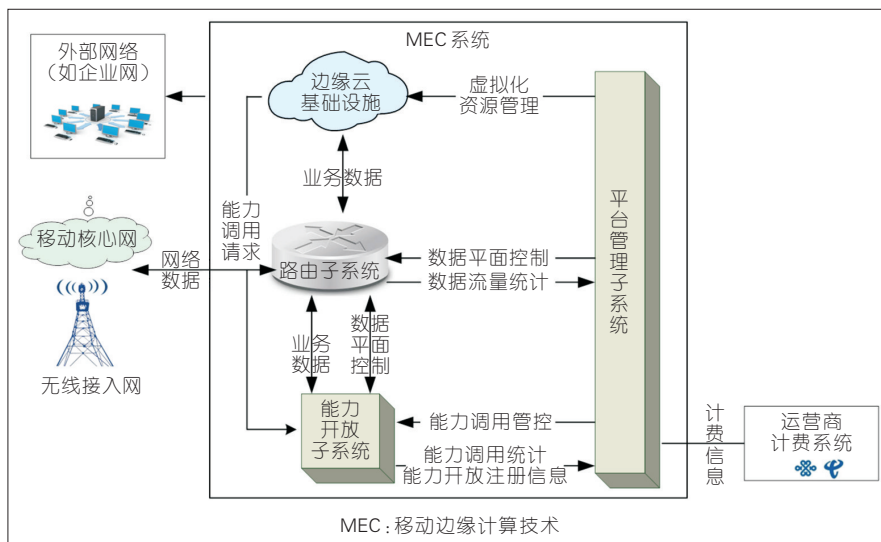 MEC系统
外部网络
（如企业网）
边缘云
基础设施
虚拟化
资源管理
业务数据
能力
调用
请求
移动核心网
网络
数据
路由子系统
数据平面控制
数据流量统计
平台管理子系统
无线接入网
业务
数据
数据
平面
控制
能力
开放
子系统
能力调用管控
能力调用统计
能力开放注册信息
计费信息
运营商
计费系统
MEC：移动边缘计算技术